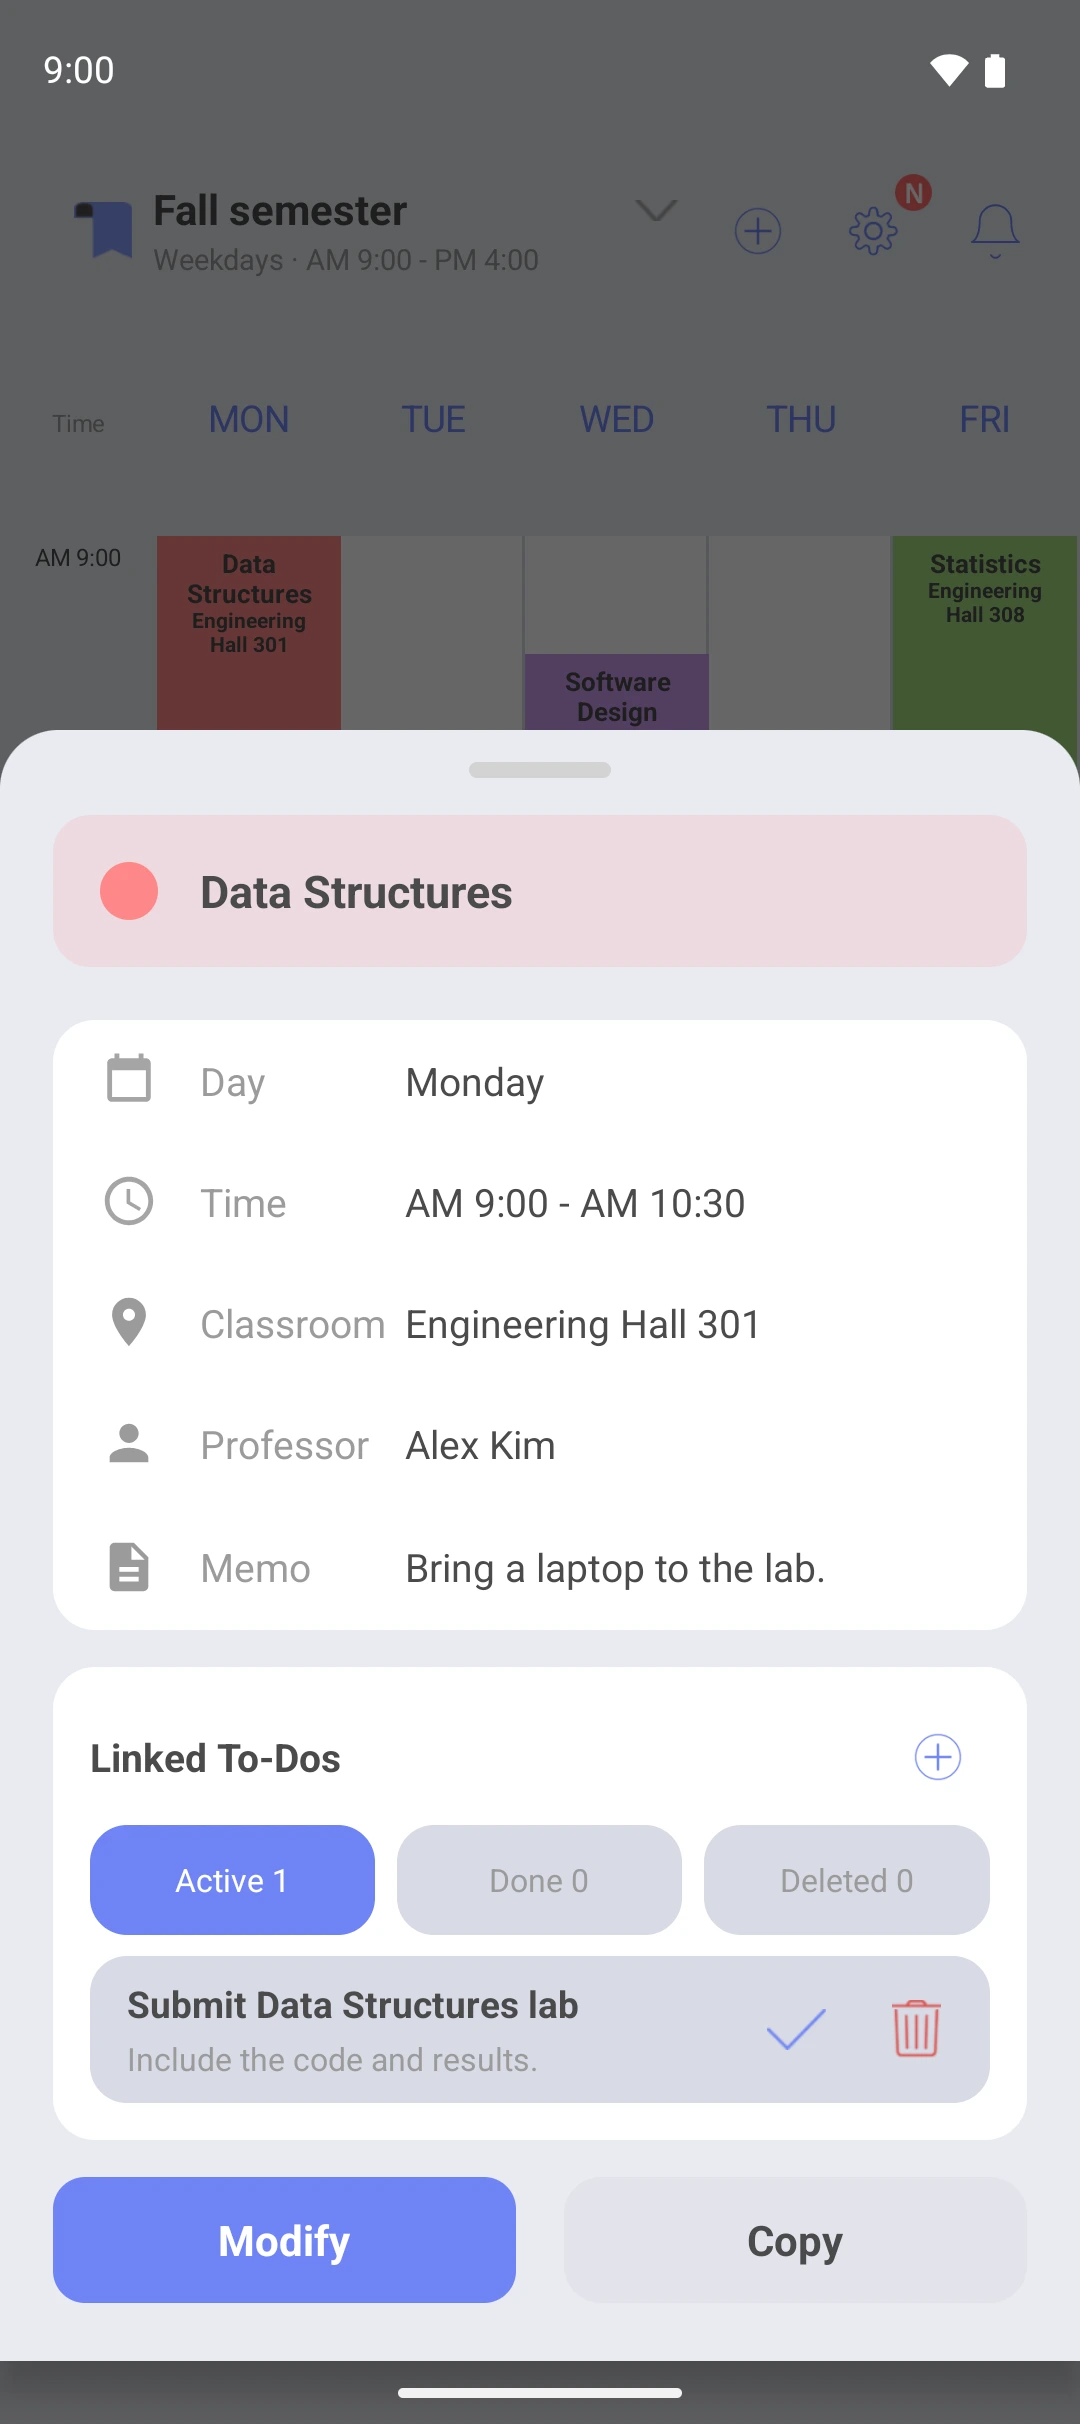 9:00
Fall semester
N
Weekdays · AM 9:00 - PM 4:00
Time
MON
TUE
WED
THU
FRI
AM 9:00
Data
Structures
Engineering
Hall 301
Software
Design
Statistics
Engineering
Hall 308
Data Structures
Day
Monday
Time
AM 9:00 - AM 10:30
Classroom
Engineering Hall 301
Professor
Alex Kim
Memo
Bring a laptop to the lab.
Linked To-Dos
Active 1
Done 0
Deleted 0
Submit Data Structures lab
Include the code and results.
Modify
Copy